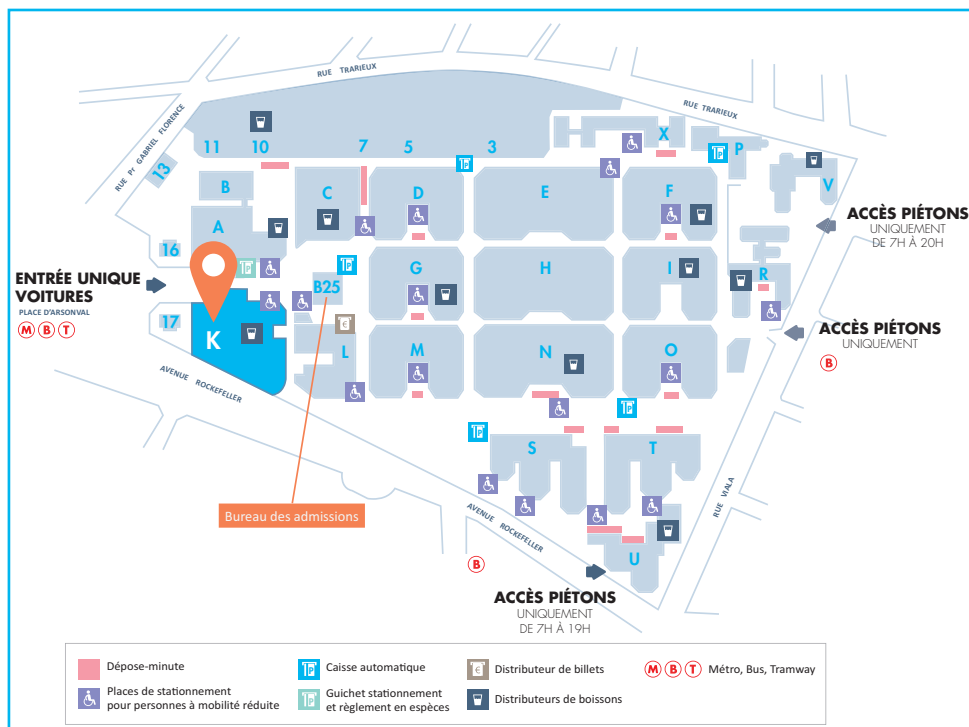 RUE TRARIEUX
RUE TRARIEUX
RUE Pr GABRIEL FLORENCE
11
10
7
5
3
X
P
13
V
B
C
D
E
F
A
16
ACCÈS PIÉTONS
UNIQUEMENT
DE 7H À 20H
ENTRÉE UNIQUE
VOITURES
PLACE D'ARSONVAL
M B T
G
H
I
R
B25
17
K
L
M
N
O
ACCÈS PIÉTONS
UNIQUEMENT
B
AVENUE ROCKEFELLER
S
T
RUE VIALA
Bureau des admissions
AVENUE ROCKEFELLER
U
B
ACCÈS PIÉTONS
UNIQUEMENT
DE 7H À 19H
Dépose-minute
Places de stationnement
pour personnes à mobilité réduite
Caisse automatique
Guichet stationnement
et règlement en espèces
Distributeur de billets
Distributeurs de boissons
M B T Métro, Bus, Tramway